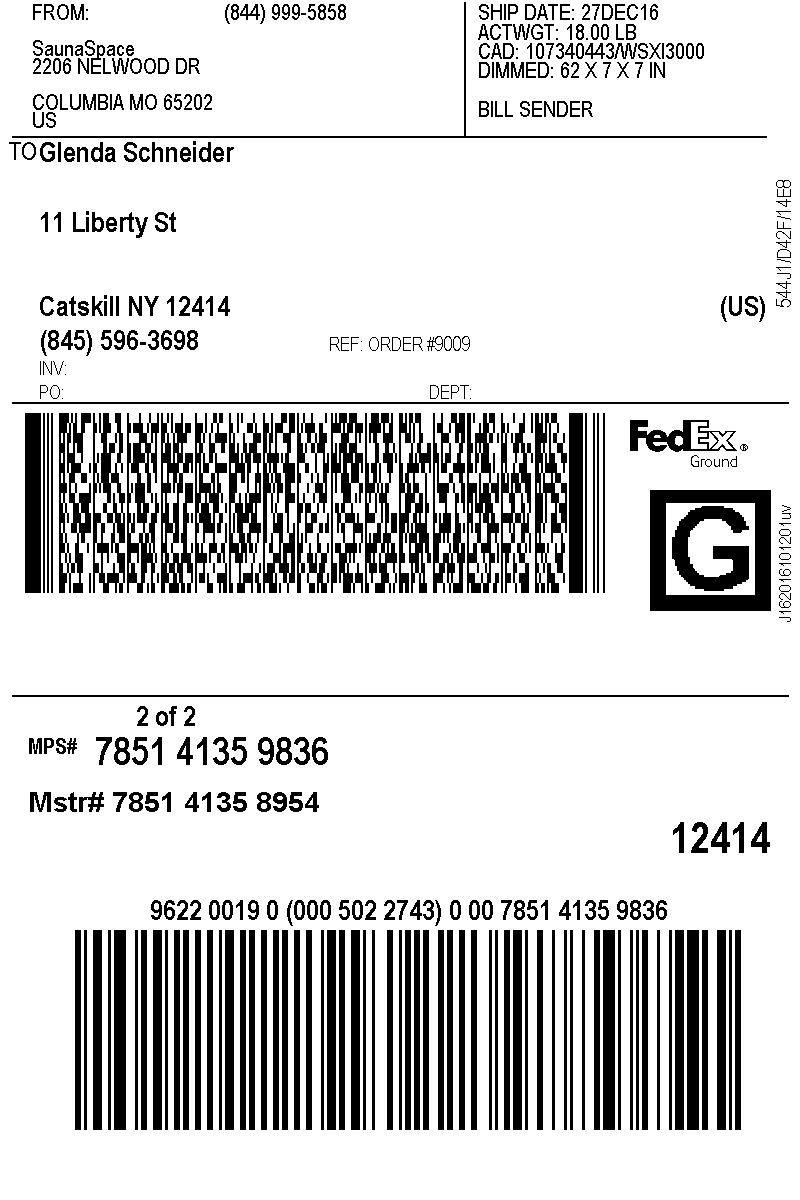 FROM: (844) 999-5858
SaunaSpace
2206 NELWOOD DR
COLUMBIA MO 65202
US
SHIP DATE: 27DEC16
ACTWGT: 18.00 LB
CAD: 107340443/WSXI3000
DIMMED: 62 X 7 X 7 IN
BILL SENDER
TO Glenda Schneider
11 Liberty St
Catskill NY 12414 (US)
(845) 596-3698 REF: ORDER #9009
INV:
PO: DEPT:
544J1/D42F/14E8
FedEx®
Ground
G
J162016101201uv
2 of 2
MPS# 7851 4135 9836
Mstr# 7851 4135 8954
12414
9622 0019 0 (000 502 2743) 0 00 7851 4135 9836